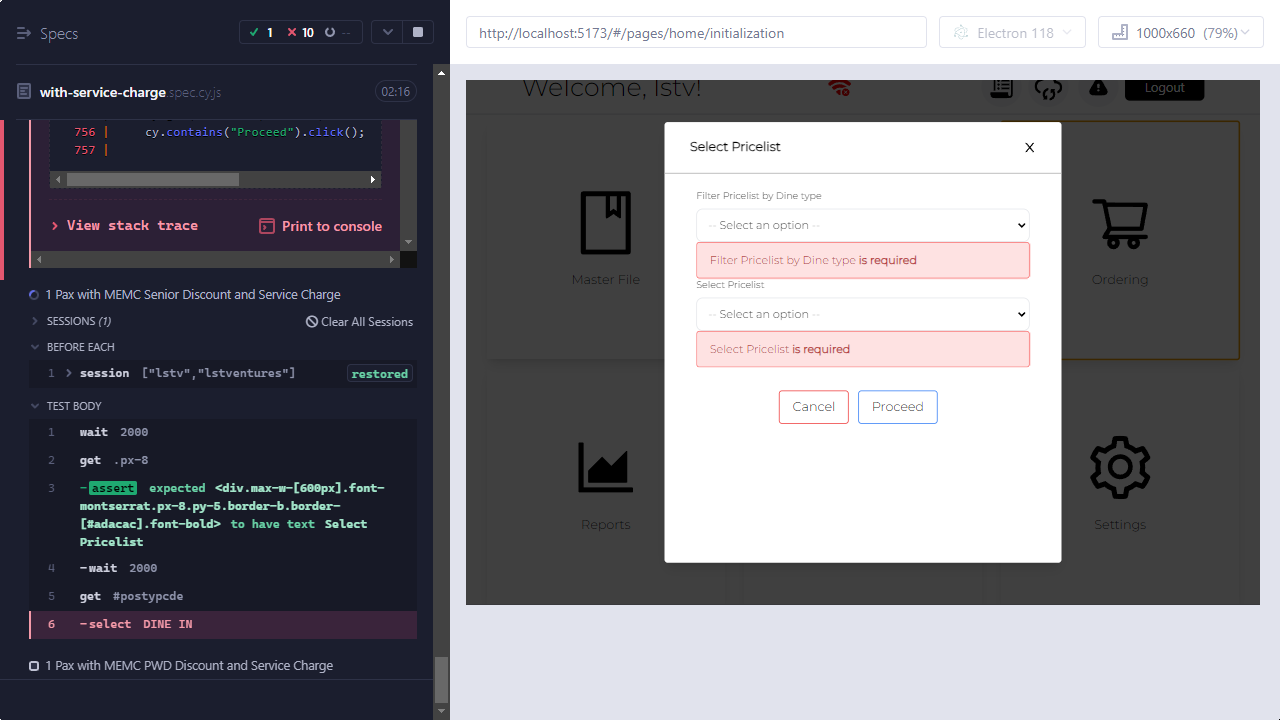 Specs
1
10
--
with-service-charge.spec.cy.js
02:16
756 | cy.contains("Proceed").click();
757 |
View stack trace
Print to console
1 Pax with MEMC Senior Discount and Service Charge
SESSIONS (1)
Clear All Sessions
BEFORE EACH
1 session ["lstv","lstventures"] restored
TEST BODY
1 wait 2000
2 get .px-8
3 -assert expected <div.max-w-[600px].font-
montserrat.px-8.py-5.border-b.border-
[#adacac].font-bold> to have text Select
Pricelist
4 -wait 2000
5 get #postypcde
6 -select DINE IN
1 Pax with MEMC PWD Discount and Service Charge
http://localhost:5173/#/pages/home/initialization
Electron 118
1000x660 (79%)
Welcome, lstv!
Logout
Select Pricelist
X
Filter Pricelist by Dine type
-- Select an option --
Filter Pricelist by Dine type is required
Select Pricelist
-- Select an option --
Select Pricelist is required
Cancel
Proceed
Master File
Ordering
Reports
Settings